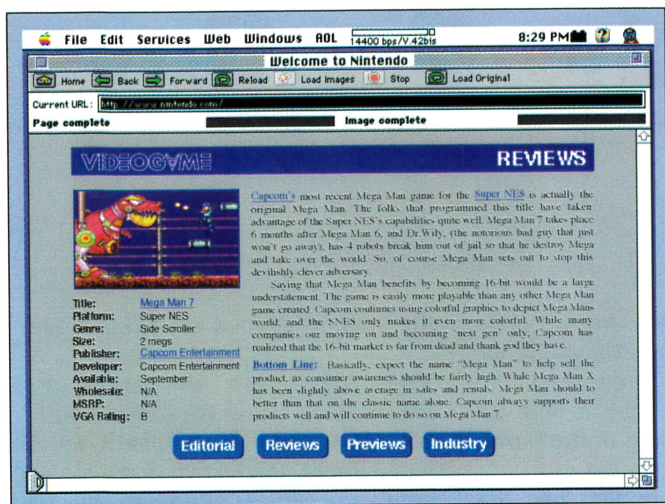 File Edit Services Web Windows AOL 14400 bps/V.42bis 8:29 PM
Welcome to Nintendo
Home Back Forward Reload Load Images Stop Load Original
Current URL: http://www.nintendo.com/
Page complete Image complete
VIDEOGAME REVIEWS
Capcom's most recent Mega Man game for the Super NES is actually the
original Mega Man. The folks that programmed this title have taken
advantage of the Super NES's capabilities quite well. Mega Man 7 takes place
6 months after Mega Man 6, and Dr.Wily, (the notorious bad guy that just
won't go away), has 4 robots break him out of jail so that he destroy Mega
and take over the world. So, of course Mega Man sets out to stop this
devilishly clever adversary.
Saying that Mega Man benefits by becoming 16-bit would be a large
understatement. The game is easily more playable than any other Mega Man
game created. Capcom continues using colorful graphics to depict Mega Mans
world, and the SNES only makes it even more colorful. While many
companies our moving on and becoming "next gen" only, Capcom has
realized that the 16-bit market is far from dead and thank god they have.
Bottom Line: Basically, expect the name "Mega Man" to help sell the
product, as consumer awareness should be fairly high. While Mega Man X
has been slightly above average in sales and rentals, Mega Man should to
better than that on the classic name alone. Capcom always supports their
products well and will continue to do so on Mega Man 7.
Title: Mega Man 7
Platform: Super NES
Genre: Side Scroller
Size: 2 megs
Publisher: Capcom Entertainment
Developer: Capcom Entertainment
Available: September
Wholesale: N/A
MSRP: N/A
VGA Rating: B
Editorial Reviews Previews Industry